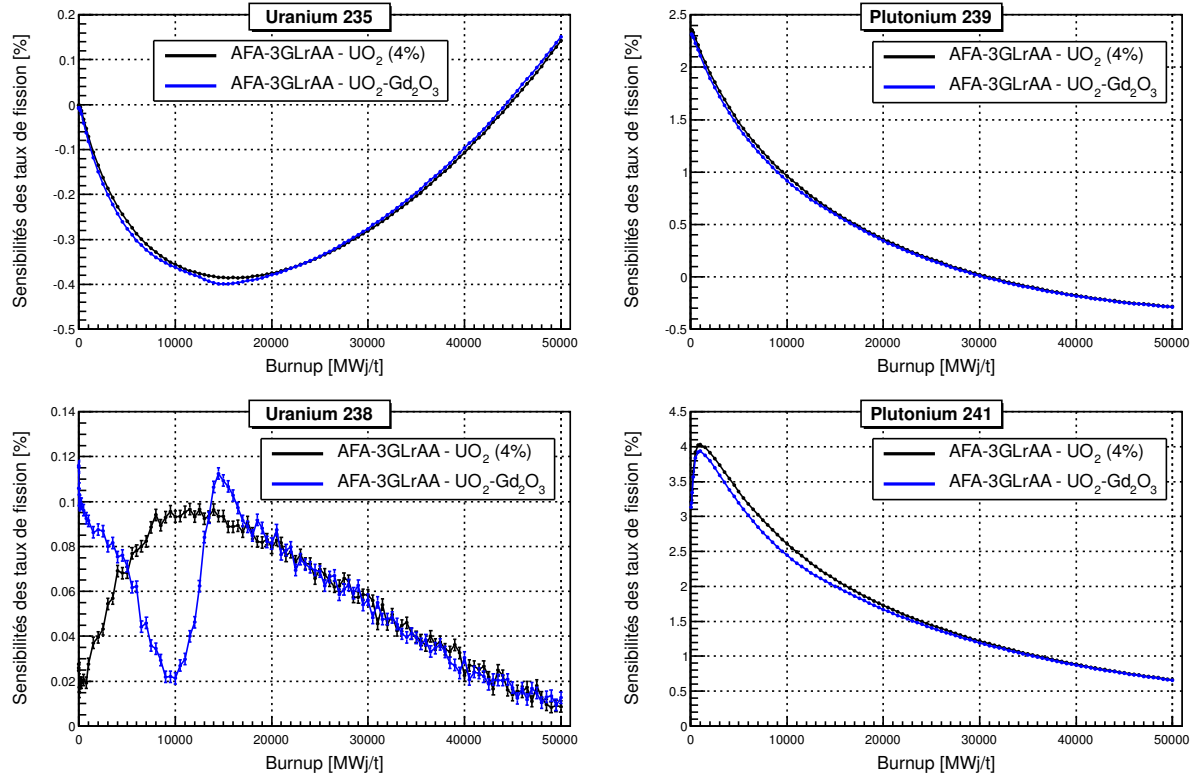 Uranium 235
Sensibilités des taux de fission [%]
0.2
0.1
0
-0.1
-0.2
-0.3
-0.4
-0.5
AFA-3GLrAA - UO₂ (4%)
AFA-3GLrAA - UO₂-Gd₂O₃
0 10000 20000 30000 40000 50000
Burnup [MWj/t]
Plutonium 239
Sensibilités des taux de fission [%]
2.5
2
1.5
1
0.5
0
-0.5
AFA-3GLrAA - UO₂ (4%)
AFA-3GLrAA - UO₂-Gd₂O₃
0 10000 20000 30000 40000 50000
Burnup [MWj/t]
Uranium 238
Sensibilités des taux de fission [%]
0.14
0.12
0.1
0.08
0.06
0.04
0.02
0
AFA-3GLrAA - UO₂ (4%)
AFA-3GLrAA - UO₂-Gd₂O₃
0 10000 20000 30000 40000 50000
Burnup [MWj/t]
Plutonium 241
Sensibilités des taux de fission [%]
4.5
4
3.5
3
2.5
2
1.5
1
0.5
0
AFA-3GLrAA - UO₂ (4%)
AFA-3GLrAA - UO₂-Gd₂O₃
0 10000 20000 30000 40000 50000
Burnup [MWj/t]